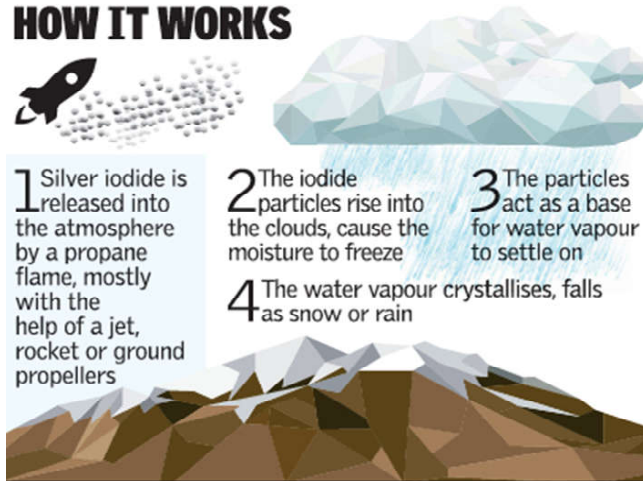 HOW IT WORKS
1 Silver iodide is
released into
the atmosphere
by a propane
flame, mostly
with the
help of a jet,
rocket or ground
propellers
2 The iodide
particles rise into
the clouds, cause the
moisture to freeze
3 The particles
act as a base
for water vapour
to settle on
4 The water vapour crystallises, falls
as snow or rain